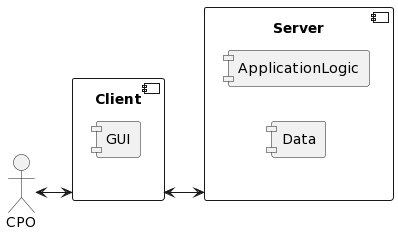 Server
ApplicationLogic
Client
GUI
Data
CPO